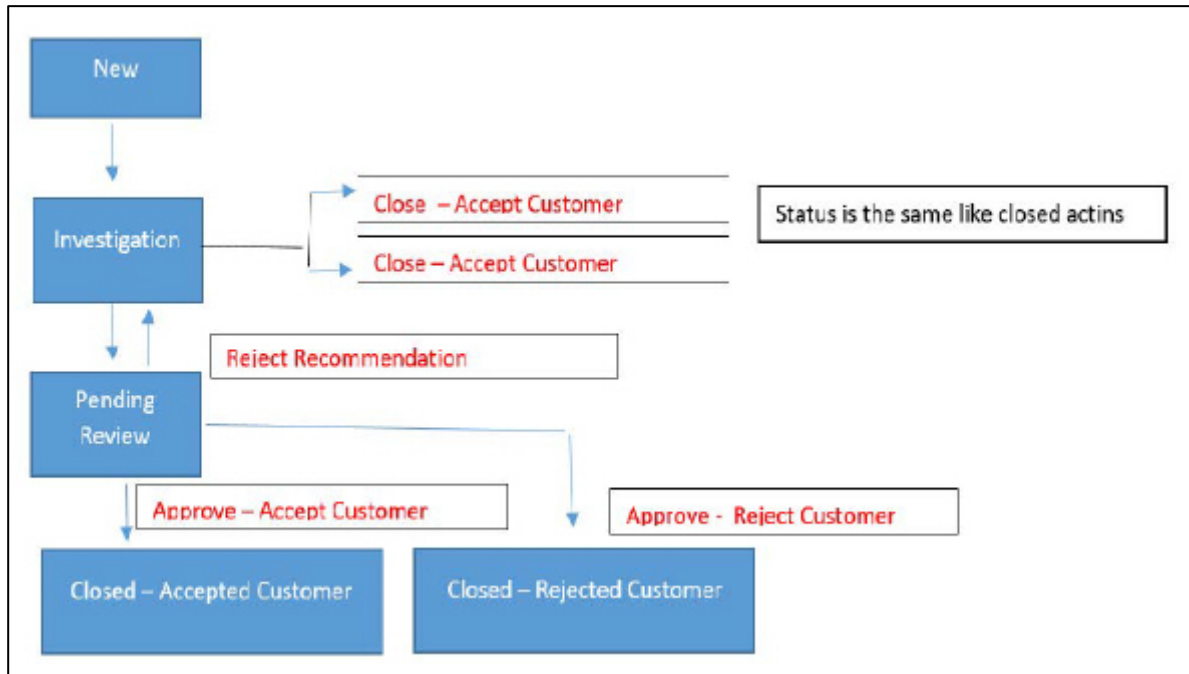 New
Investigation
Close – Accept Customer
Close – Accept Customer
Status is the same like closed actins
Reject Recommendation
Pending
Review
Approve – Accept Customer
Approve - Reject Customer
Closed – Accepted Customer
Closed – Rejected Customer